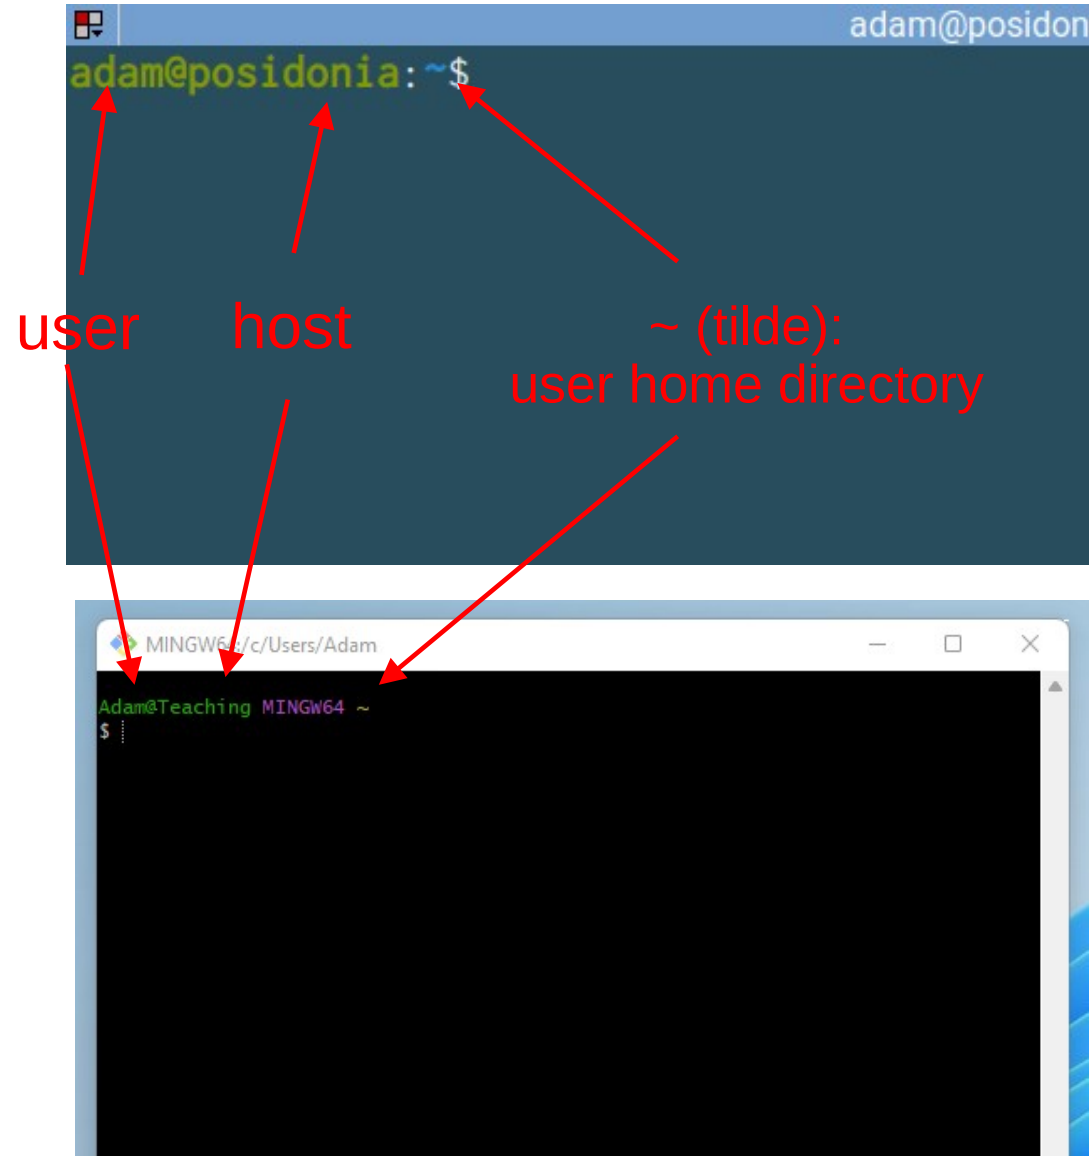 adam@posidon
adam@posidonia:~$
user host ~ (tilde):
user home directory
MINGW64:/c/Users/Adam
Adam@Teaching MINGW64 ~
$